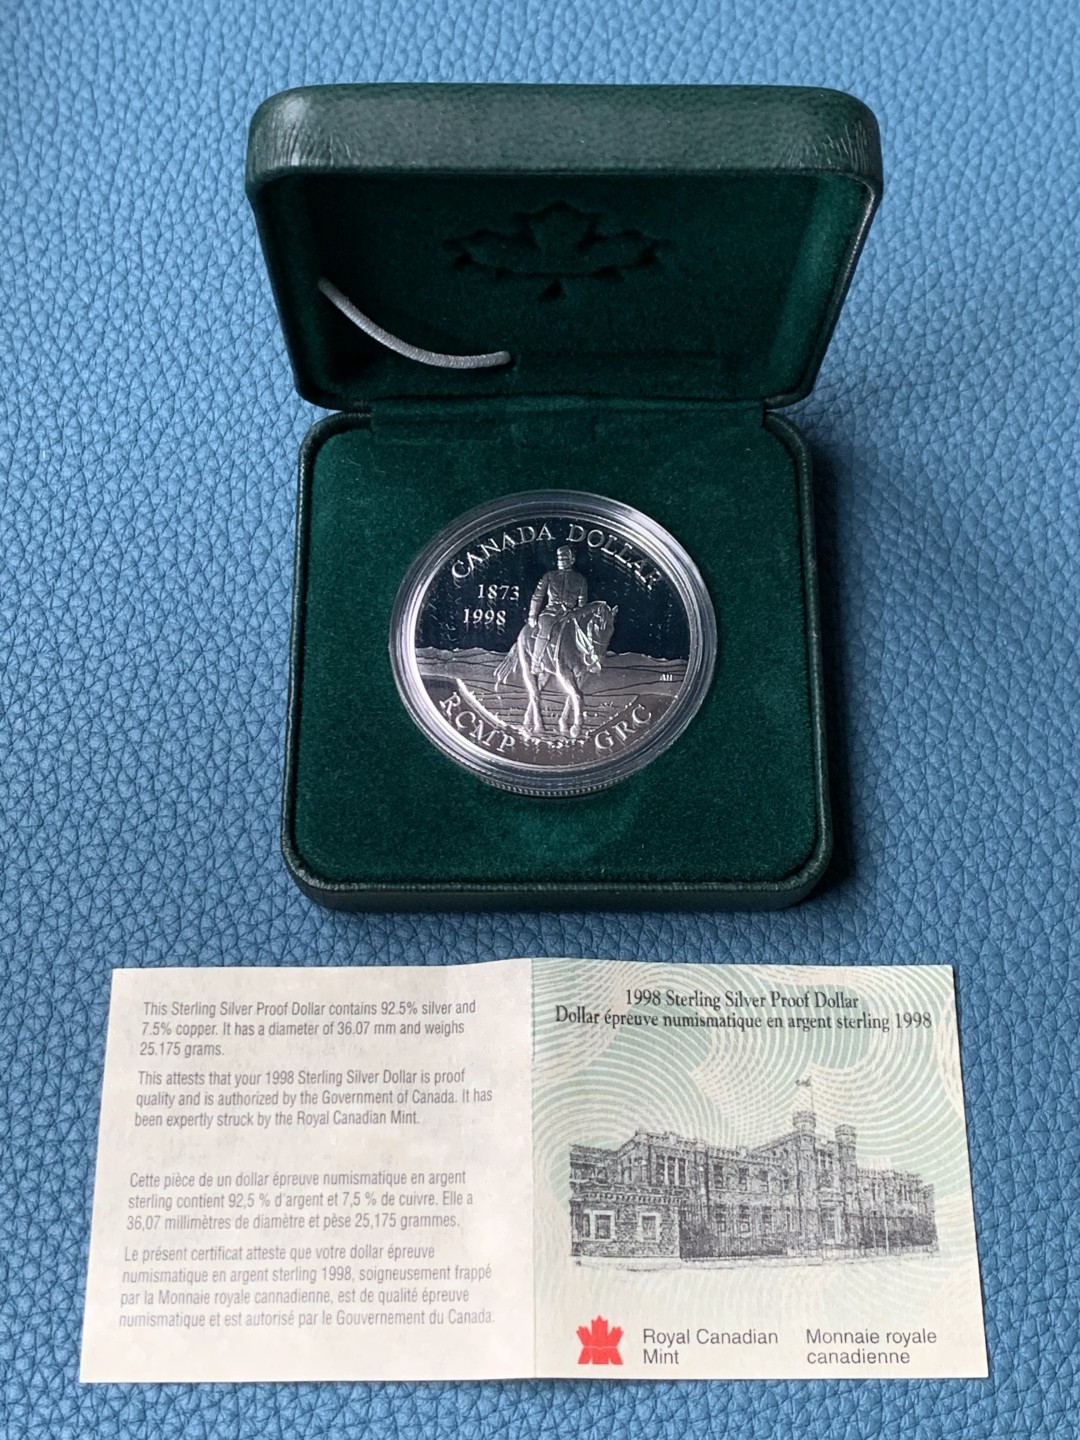 CANADA DOLLAR
1873
1998
AH
RCMP GRC
This Sterling Silver Proof Dollar contains 92.5% silver and
7.5% copper. It has a diameter of 36.07 mm and weighs
25.175 grams.
This attests that your 1998 Sterling Silver Dollar is proof
quality and is authorized by the Government of Canada. It has
been expertly struck by the Royal Canadian Mint.
Cette pièce de un dollar épreuve numismatique en argent
sterling contient 92,5 % d'argent et 7,5 % de cuivre. Elle a
36,07 millimètres de diamètre et pèse 25,175 grammes.
Le présent certificat atteste que votre dollar épreuve
numismatique en argent sterling 1998, soigneusement frappé
par la Monnaie royale cannadienne, est de qualité épreuve
numismatique et est autorisé par le Gouvernement du Canada.
1998 Sterling Silver Proof Dollar
Dollar épreuve numismatique en argent sterling 1998
Royal Canadian
Mint
Monnaie royale
canadienne